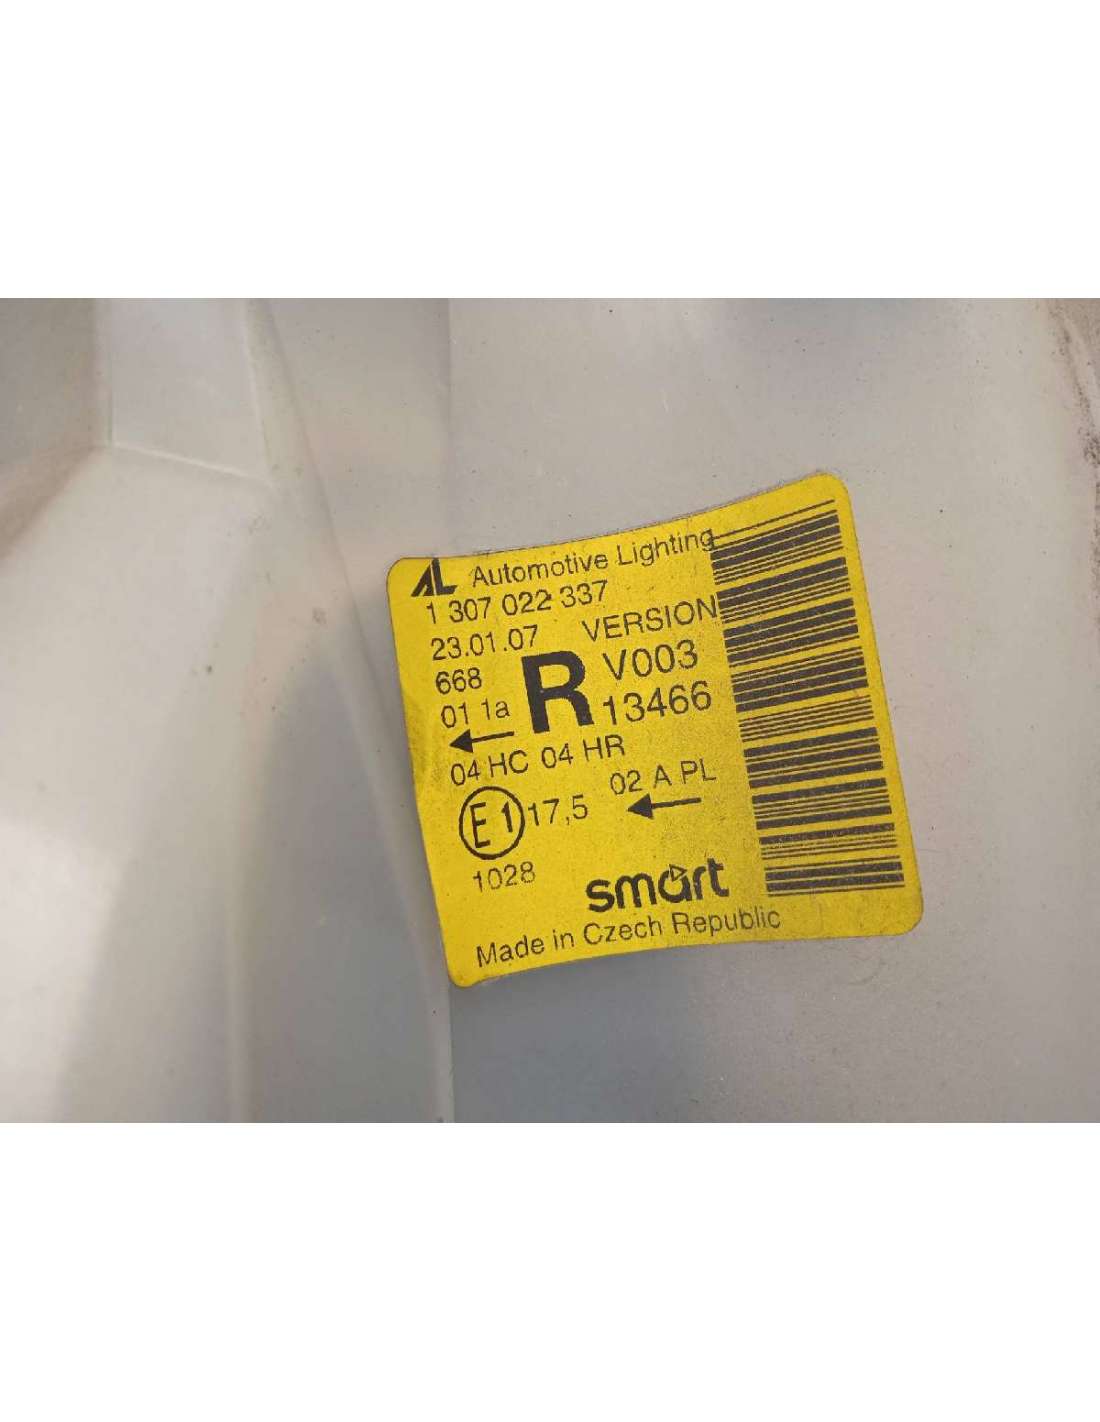 AL Automotive Lighting
1 307 022 337
23.01.07 VERSION
668 R V003
01 1a 13466
04 HC 04 HR
02 A PL
E1 17,5
1028
smart
Made in Czech Republic